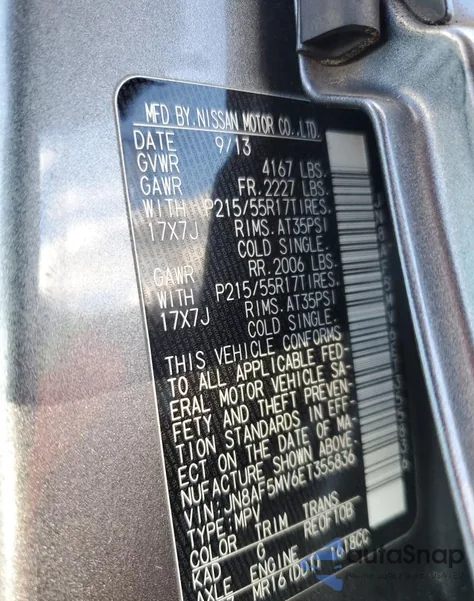 MFD BY. NISSAN MOTOR CO., LTD.
DATE 9/13
GVWR 4167 LBS.
GAWR FR. 2227 LBS.
WITH P215/55R17TIRES.
17X7J RIMS. AT35PSI
COLD SINGLE.
GAWR RR. 2006 LBS.
WITH P215/55R17TIRES.
17X7J RIMS. AT35PSI
COLD SINGLE.
THIS VEHICLE CONFORMS
TO ALL APPLICABLE FED-
ERAL MOTOR VEHICLE SA-
FETY AND THEFT PREVEN-
TION STANDARDS IN EFF-
ECT ON THE DATE OF MA-
NUFACTURE SHOWN ABOVE.
VIN: JN8AF5MV6ET355836
TYPE: MPV
COLOR TRIM TRANS
KAD G RE0F10B
AXLE ENGINE 1618CC
MR16(DDT)
autoSnap